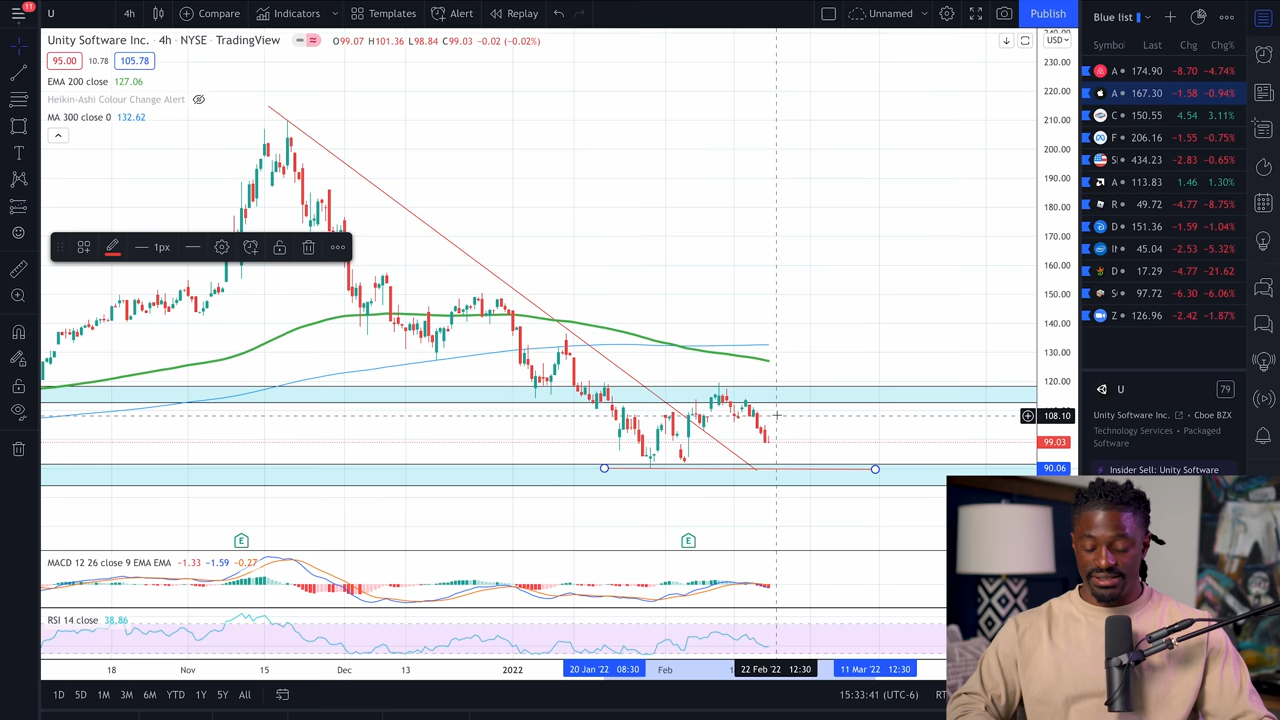 11
U
4h
Compare
Indicators
Templates
Alert
Replay
Unnamed
Publish
Blue list
Unity Software Inc. · 4h · NYSE · TradingView
O99.07 H101.36 L98.84 C99.03 −0.02 (−0.02%)
95.00 10.78 105.78
EMA 200 close 127.06
Heikin-Ashi Colour Change Alert
MA 300 close 0 132.62
1px
USD
240.00
230.00
220.00
210.00
200.00
190.00
180.00
170.00
160.00
150.00
140.00
130.00
120.00
108.10
99.03
90.06
E
E
MACD 12 26 close 9 EMA EMA −1.33 −1.59 −0.27
RSI 14 close 38.86
18
Nov
15
Dec
13
2022
20 Jan '22 08:30
Feb
22 Feb '22 12:30
11 Mar '22 12:30
1D 5D 1M 3M 6M YTD 1Y 5Y All
15:33:41 (UTC-6)
Symbo Last Chg Chg%
A 174.90 −8.70 −4.74%
A 167.30 −1.58 −0.94%
C 150.55 4.54 3.11%
F 206.16 −1.55 −0.75%
S 434.23 −2.83 −0.65%
A 113.83 1.46 1.30%
R 49.72 −4.77 −8.75%
D 151.36 −1.59 −1.04%
45.04 −2.53 −5.32%
D 17.29 −4.77 −21.62
97.72 −6.30 −6.06%
Z 126.96 −2.42 −1.87%
U
79
Unity Software Inc. · Cboe BZX
Technology Services · Packaged
Software
Insider Sell: Unity Software